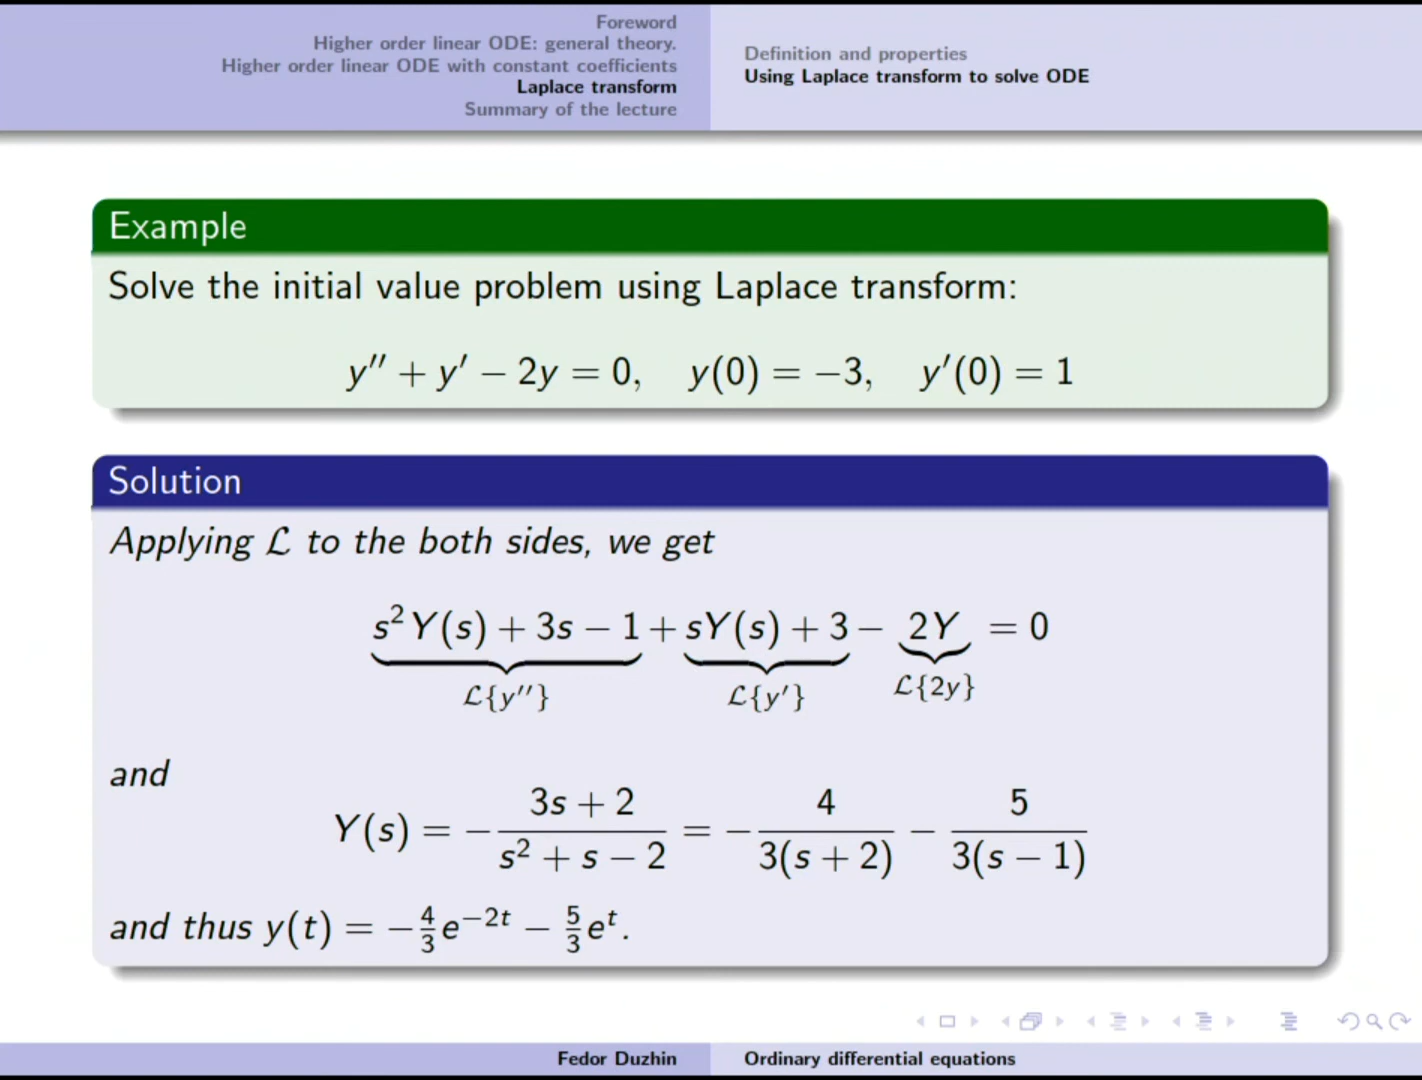 Foreword
Higher order linear ODE: general theory.
Higher order linear ODE with constant coefficients
Laplace transform
Summary of the lecture
Definition and properties
Using Laplace transform to solve ODE
Example
Solve the initial value problem using Laplace transform:
y′′ + y′ − 2y = 0, y(0) = −3, y′(0) = 1
Solution
Applying ℒ to the both sides, we get
s²Y(s) + 3s − 1 + sY(s) + 3 − 2Y = 0
ℒ{y′′} ℒ{y′} ℒ{2y}
and
Y(s) = −(3s + 2)/(s² + s − 2) = −4/(3(s + 2)) − 5/(3(s − 1))
and thus y(t) = −4/3 e^{−2t} − 5/3 e^t.
Fedor Duzhin
Ordinary differential equations